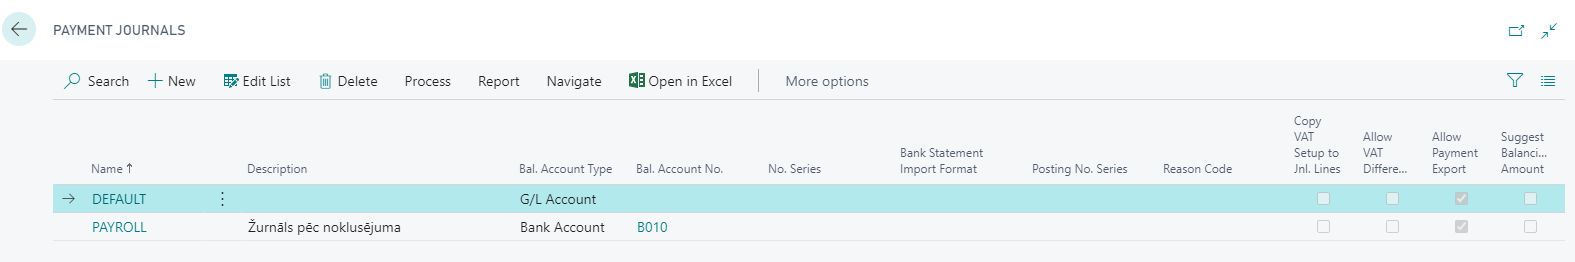 PAYMENT JOURNALS
Search New Edit List Delete Process Report Navigate Open in Excel More options
Name ↑
Description
Bal. Account Type
Bal. Account No.
No. Series
Bank Statement
Import Format
Posting No. Series
Reason Code
Copy
VAT
Setup to
Jnl. Lines
Allow
VAT
Differe...
Allow
Payment
Export
Suggest
Balanci...
Amount
DEFAULT G/L Account
PAYROLL Žurnāls pēc noklusējuma Bank Account B010